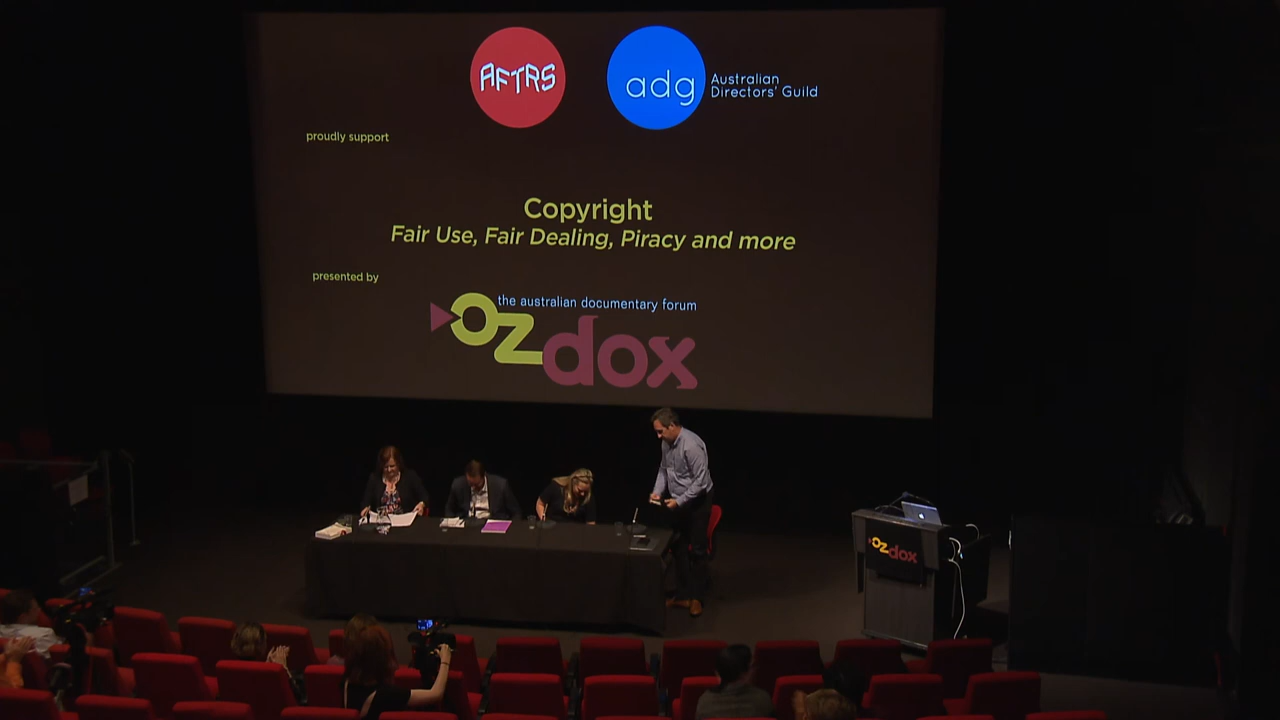 AFTRS
adg
Australian
Directors' Guild
proudly support
Copyright
Fair Use, Fair Dealing, Piracy and more
presented by
the australian documentary forum
ozdox
ozdox